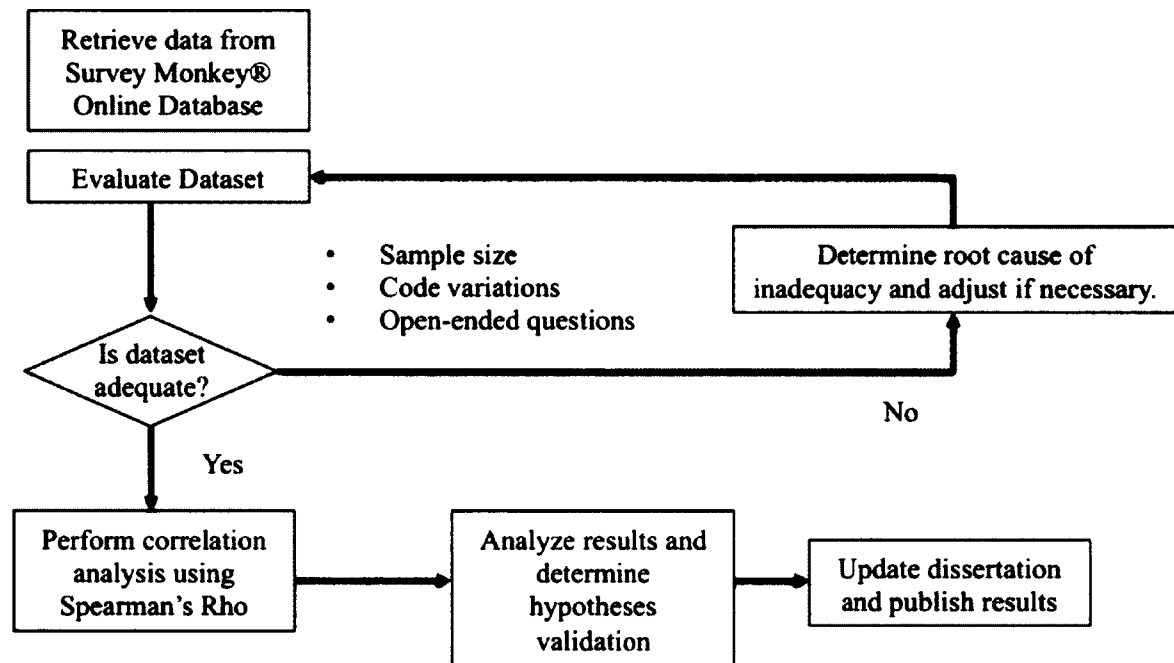 Retrieve data from
Survey Monkey®
Online Database
Evaluate Dataset
• Sample size
• Code variations
• Open-ended questions
Determine root cause of
inadequacy and adjust if necessary.
Is dataset
adequate?
No
Yes
Perform correlation
analysis using
Spearman's Rho
Analyze results and
determine
hypotheses
validation
Update dissertation
and publish results